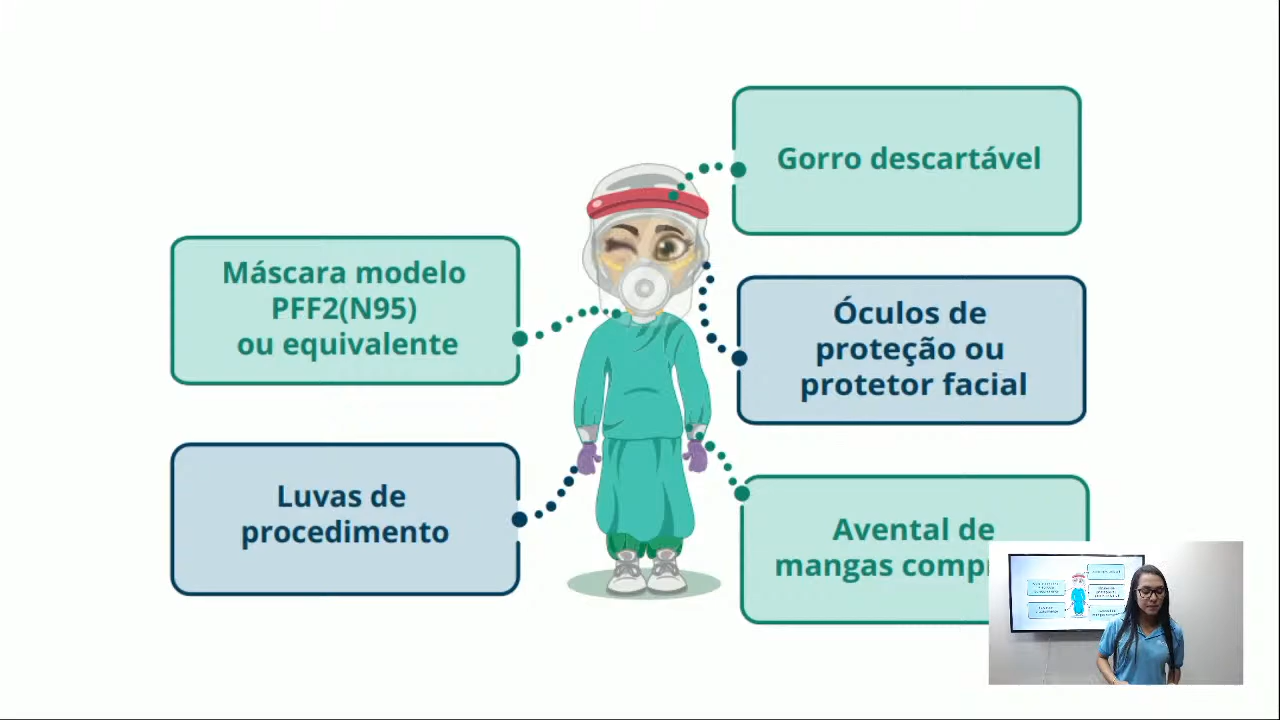 Gorro descartável
Máscara modelo
PFF2(N95)
ou equivalente
Óculos de
proteção ou
protetor facial
Luvas de
procedimento
Avental de
mangas